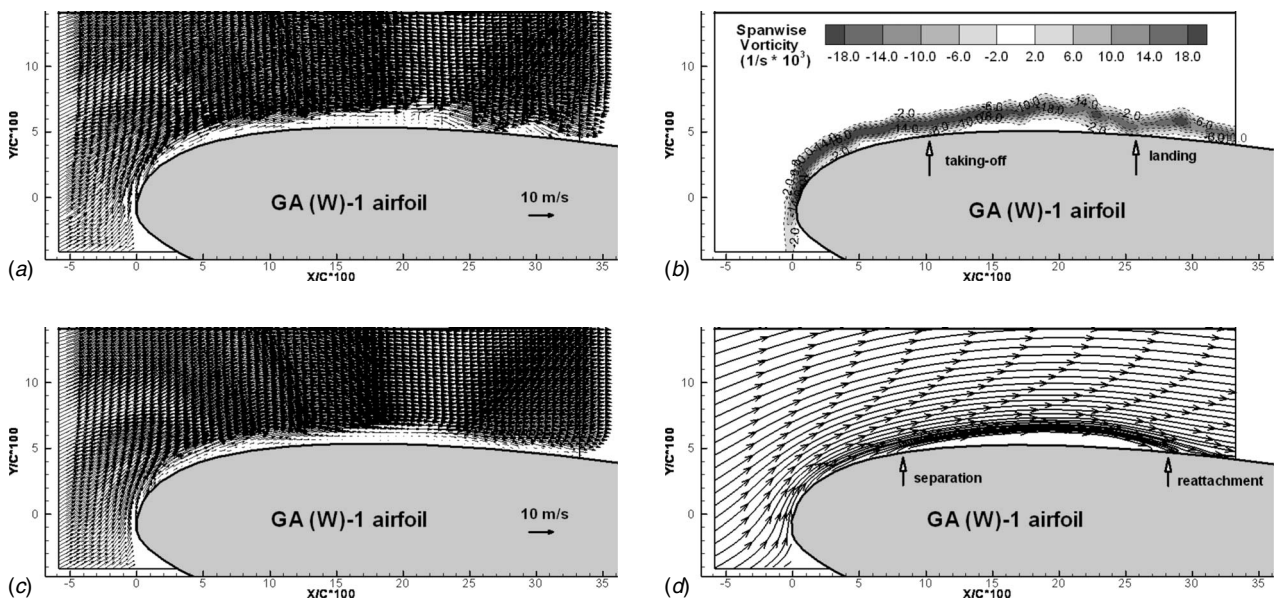 Y/C*100
10
5
0
GA (W)-1 airfoil
10 m/s
(a)
-5 0 5 10 15 20 25 30 35
X/C*100
Spanwise
Vorticity
(1/s * 10³)
-18.0 -14.0 -10.0 -6.0 -2.0 2.0 6.0 10.0 14.0 18.0
Y/C*100
10
5
0
taking-off
landing
GA (W)-1 airfoil
(b)
-5 0 5 10 15 20 25 30 35
X/C*100
Y/C*100
10
5
0
GA (W)-1 airfoil
10 m/s
(c)
-5 0 5 10 15 20 25 30 35
X/C*100
Y/C*100
10
5
0
separation
reattachment
GA (W)-1 airfoil
(d)
-5 0 5 10 15 20 25 30 35
X/C*100